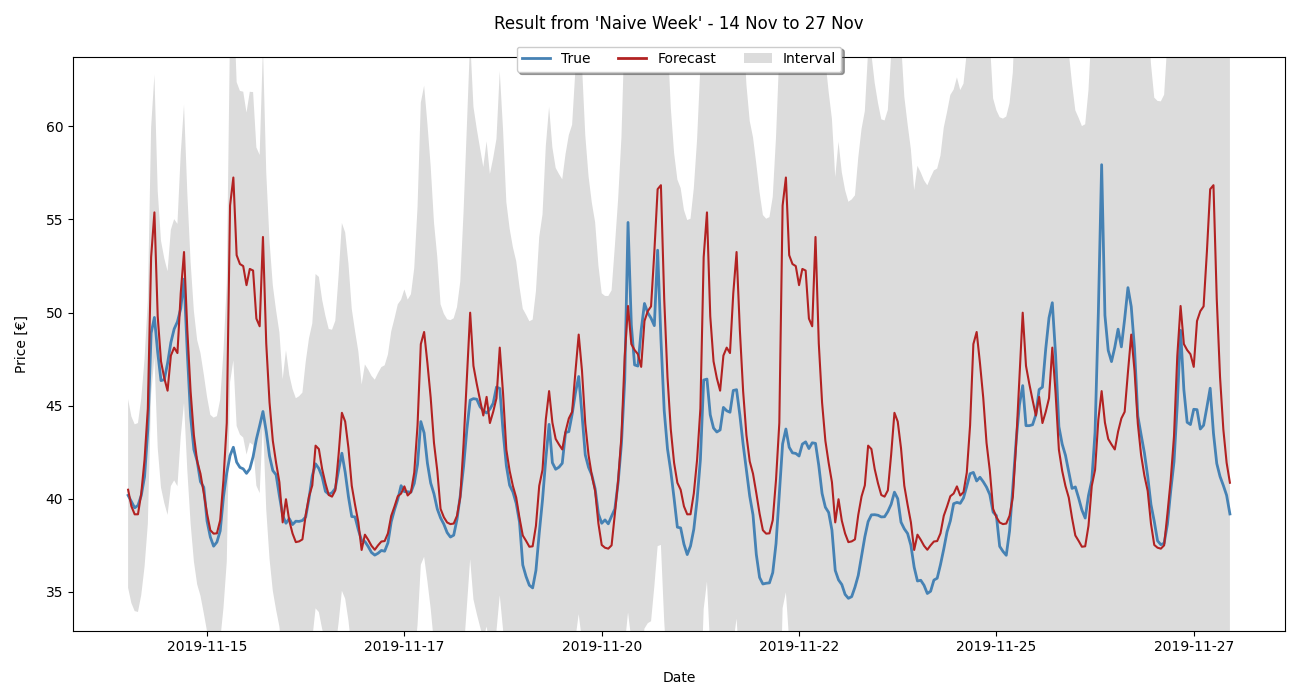 Result from 'Naive Week' - 14 Nov to 27 Nov
True Forecast Interval
60
55
50
45
40
35
Price [€]
2019-11-15 2019-11-17 2019-11-20 2019-11-22 2019-11-25 2019-11-27
Date